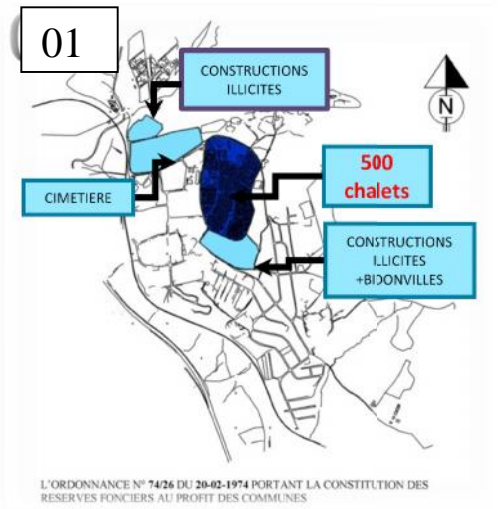 01
CONSTRUCTIONS
ILLICITES
N
500
chalets
CIMETIERE
CONSTRUCTIONS
ILLICITES
+BIDONVILLES
L'ORDONNANCE N° 74/26 DU 20-02-1974 PORTANT LA CONSTITUTION DES
RESERVES FONCIERS AU PROFIT DES COMMUNES